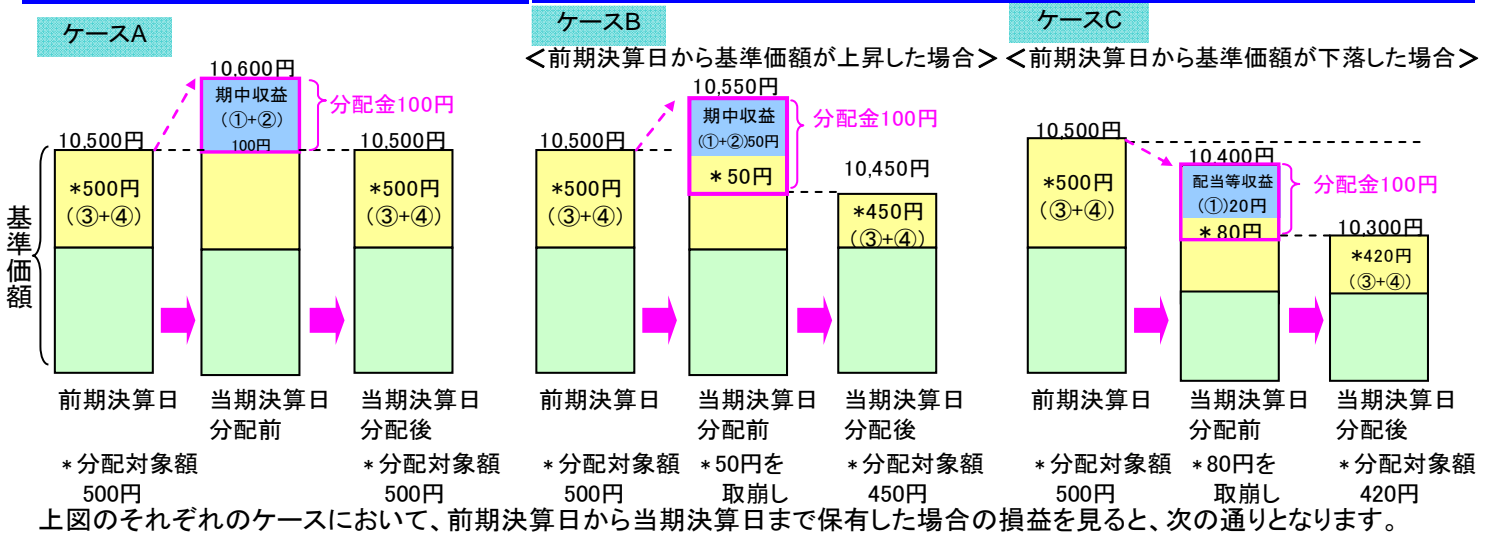 ケースA
10,600円
期中収益
(①+②)
100円
分配金100円
10,500円
10,500円
*500円
(③+④)
*500円
(③+④)
基準価額
前期決算日
当期決算日
分配前
当期決算日
分配後
*分配対象額
500円
*分配対象額
500円
ケースB
<前期決算日から基準価額が上昇した場合>
10,550円
期中収益
(①+②)50円
*50円
分配金100円
10,500円
10,450円
*500円
(③+④)
*450円
(③+④)
前期決算日
当期決算日
分配前
当期決算日
分配後
*分配対象額
500円
*50円を
取崩し
*分配対象額
450円
ケースC
<前期決算日から基準価額が下落した場合>
10,500円
10,400円
配当等収益
(①)20円
*80円
分配金100円
10,300円
*500円
(③+④)
*420円
(③+④)
前期決算日
当期決算日
分配前
当期決算日
分配後
*分配対象額
500円
*80円を
取崩し
*分配対象額
420円
上図のそれぞれのケースにおいて、前期決算日から当期決算日まで保有した場合の損益を見ると、次の通りとなります。